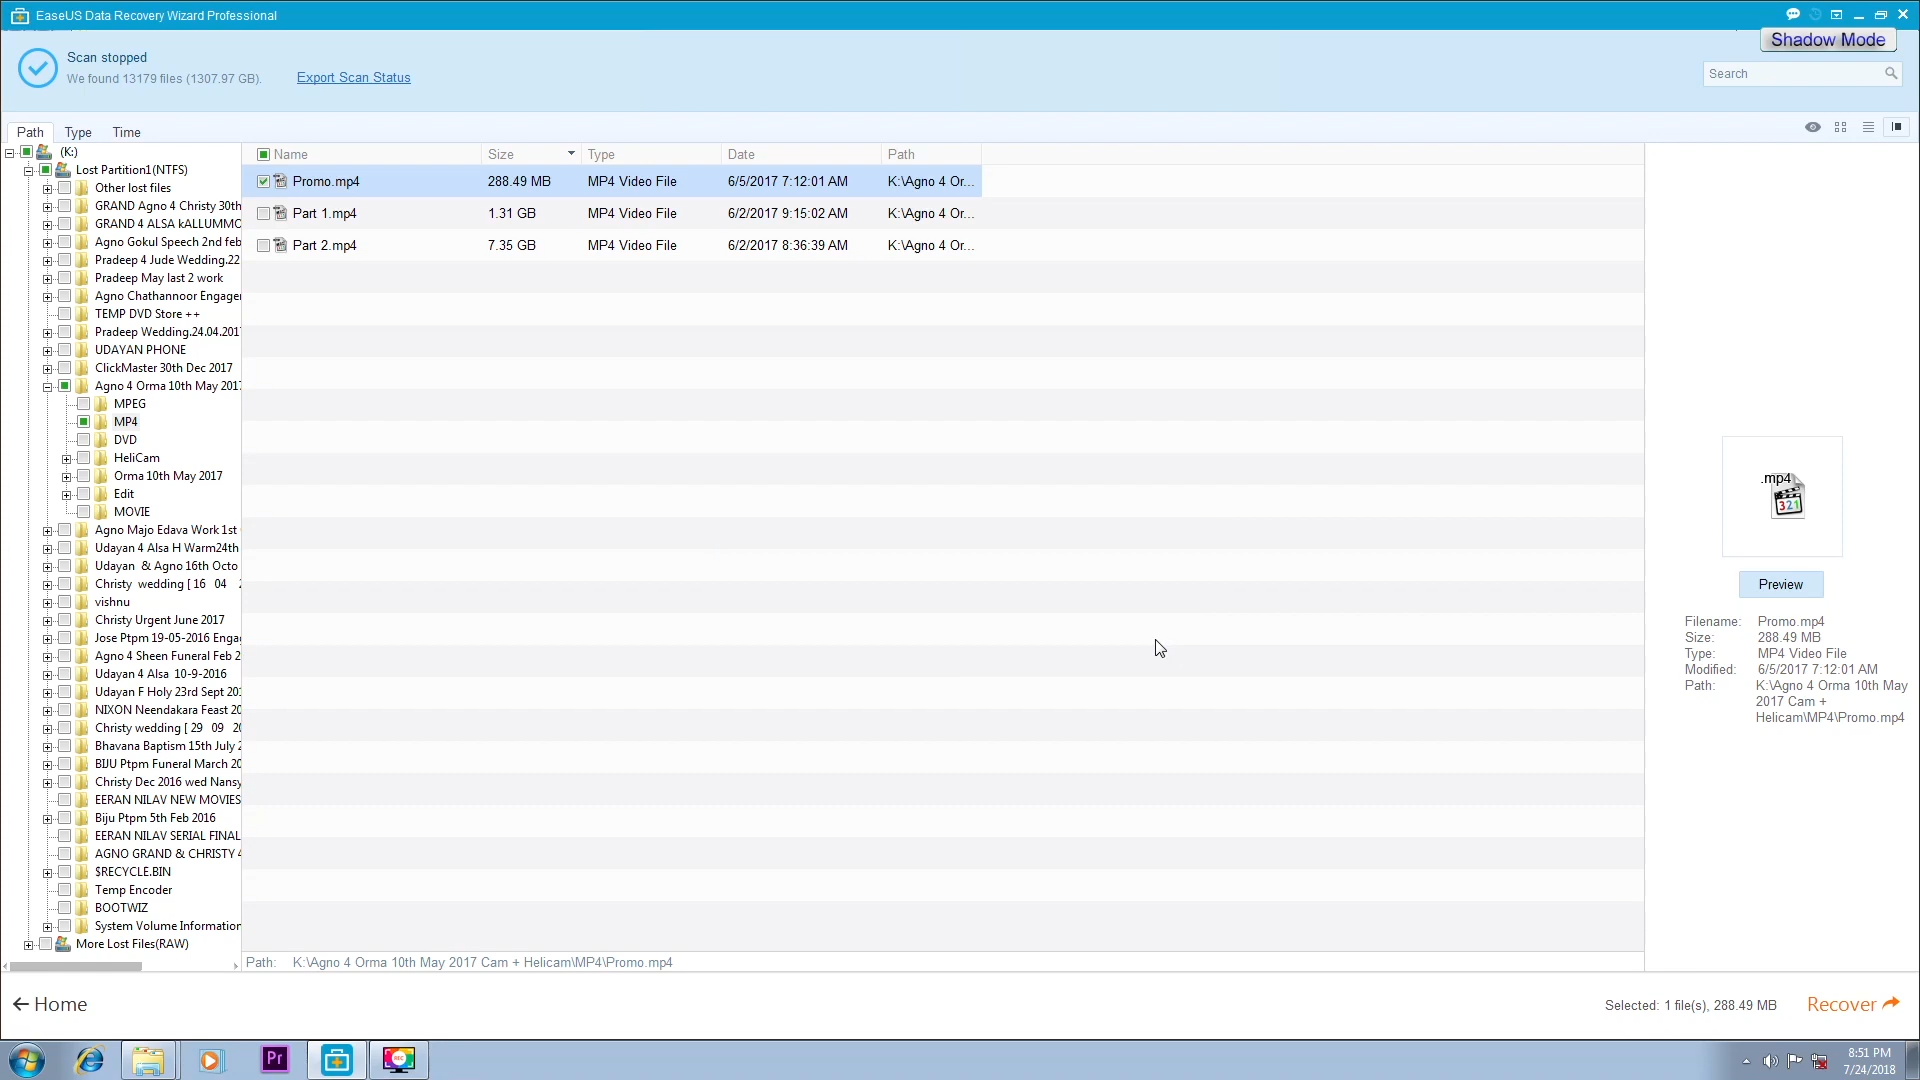 EaseUS Data Recovery Wizard Professional
Shadow Mode
Scan stopped
We found 13179 files (1307.97 GB).
Export Scan Status
Search
Path Type Time
(K:)
Lost Partition1(NTFS)
Other lost files
GRAND Agno 4 Christy 30th
GRAND 4 ALSA kALLUMMO
Agno Gokul Speech 2nd feb
Pradeep 4 Jude Wedding.22
Pradeep May last 2 work
Agno Chathannoor Engager
TEMP DVD Store ++
Pradeep Wedding.24.04.2017
UDAYAN PHONE
ClickMaster 30th Dec 2017
Agno 4 Orma 10th May 2017
MPEG
MP4
DVD
HeliCam
Orma 10th May 2017
Edit
MOVIE
Agno Majo Edava Work 1st
Udayan 4 Alsa H Warm24th
Udayan & Agno 16th Octo
Christy wedding [ 16 04 2
vishnu
Christy Urgent June 2017
Jose Ptpm 19-05-2016 Enga
Agno 4 Sheen Funeral Feb 2
Udayan 4 Alsa 10-9-2016
Udayan F Holy 23rd Sept 201
NIXON Neendakara Feast 20
Christy wedding [ 29 09 20
Bhavana Baptism 15th July 2
BIJU Ptpm Funeral March 20
Christy Dec 2016 wed Nansy
EERAN NILAV NEW MOVIES
Biju Ptpm 5th Feb 2016
EERAN NILAV SERIAL FINAL
AGNO GRAND & CHRISTY 4
$RECYCLE.BIN
Temp Encoder
BOOTWIZ
System Volume Information
More Lost Files(RAW)
Name Size Type Date Path
Promo.mp4 288.49 MB MP4 Video File 6/5/2017 7:12:01 AM K:\Agno 4 Or...
Part 1.mp4 1.31 GB MP4 Video File 6/2/2017 9:15:02 AM K:\Agno 4 Or...
Part 2.mp4 7.35 GB MP4 Video File 6/2/2017 8:36:39 AM K:\Agno 4 Or...
.mp4
321
Preview
Filename: Promo.mp4
Size: 288.49 MB
Type: MP4 Video File
Modified: 6/5/2017 7:12:01 AM
Path: K:\Agno 4 Orma 10th May
2017 Cam +
Helicam\MP4\Promo.mp4
Path: K:\Agno 4 Orma 10th May 2017 Cam + Helicam\MP4\Promo.mp4
Home
Selected: 1 file(s), 288.49 MB
Recover
Pr
REC
8:51 PM
7/24/2018